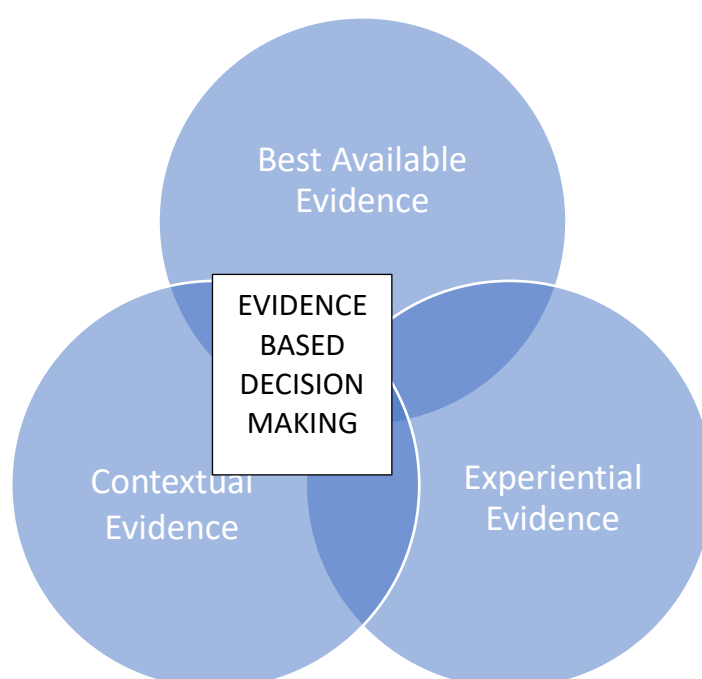 Best Available
Evidence
EVIDENCE
BASED
DECISION
MAKING
Contextual
Evidence
Experiential
Evidence